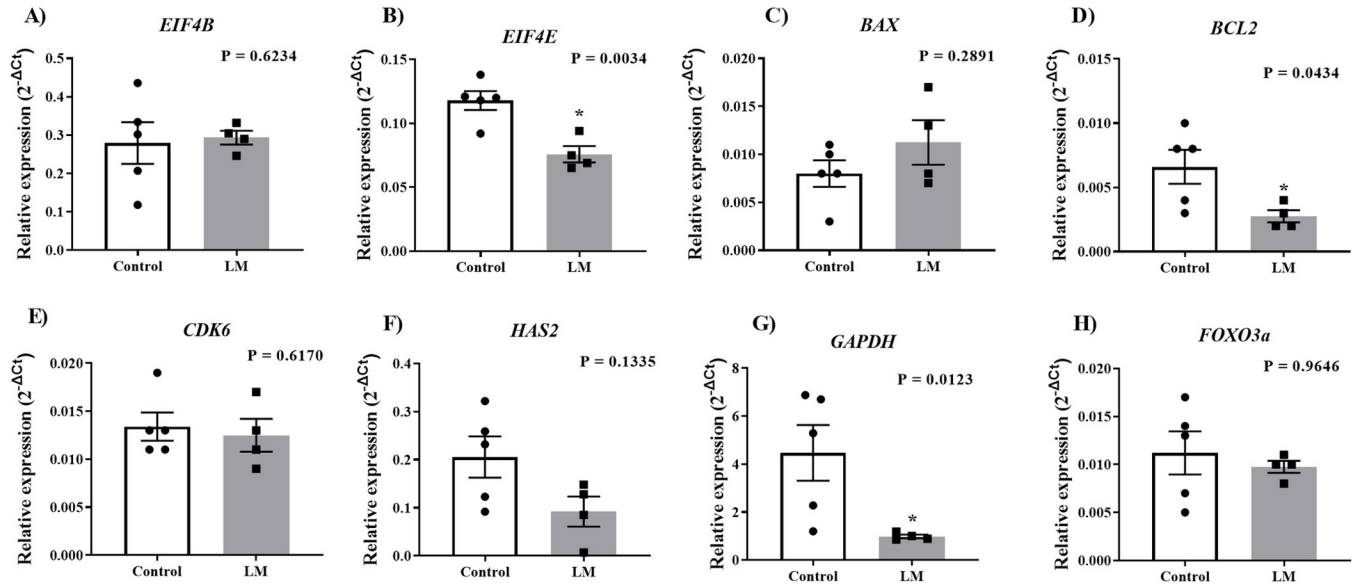 A)
EIF4B
P = 0.6234
Relative expression (2^-ΔCt)
0.5
0.4
0.3
0.2
0.1
0.0
Control
LM
B)
EIF4E
P = 0.0034
Relative expression (2^-ΔCt)
0.15
0.10
0.05
0.00
*
Control
LM
C)
BAX
P = 0.2891
Relative expression (2^-ΔCt)
0.020
0.015
0.010
0.005
0.000
Control
LM
D)
BCL2
P = 0.0434
Relative expression (2^-ΔCt)
0.015
0.010
0.005
0.000
*
Control
LM
E)
CDK6
P = 0.6170
Relative expression (2^-ΔCt)
0.020
0.015
0.010
0.005
0.000
Control
LM
F)
HAS2
P = 0.1335
Relative expression (2^-ΔCt)
0.4
0.3
0.2
0.1
0.0
Control
LM
G)
GAPDH
P = 0.0123
Relative expression (2^-ΔCt)
8
6
4
2
0
*
Control
LM
H)
FOXO3a
P = 0.9646
Relative expression (2^-ΔCt)
0.020
0.015
0.010
0.005
0.000
Control
LM